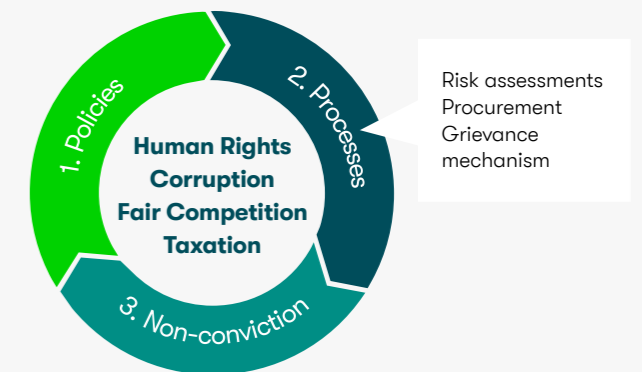 1. Policies
2. Processes
3. Non-conviction
Human Rights
Corruption
Fair Competition
Taxation
Risk assessments
Procurement
Grievance
mechanism